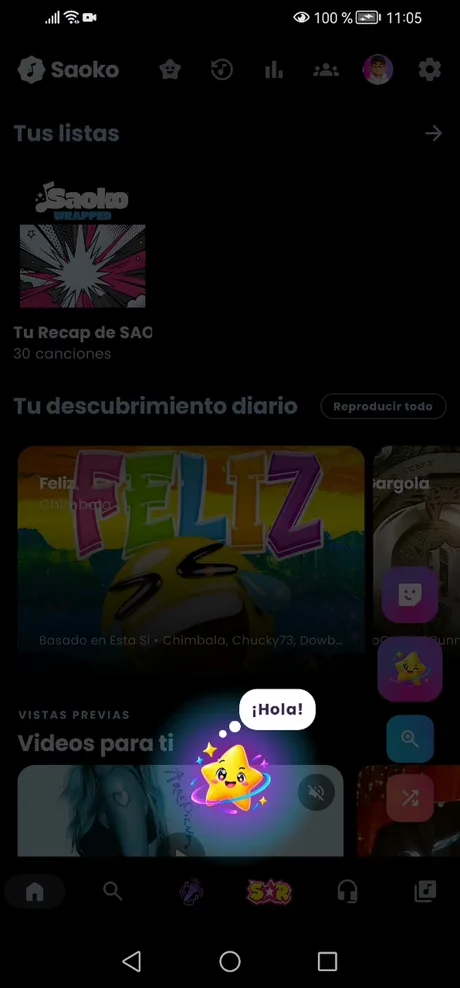 100 % 11:05
Saoko
Tus listas
Saoko
WRAPPED
Tu Recap de SAO
30 canciones
Tu descubrimiento diario
Reproducir todo
FELIZ
Feliz
Chimbala
Gargola
Basado en Esta Si • Chimbala, Chucky73, Dowb...
¡Hola!
VISTAS PREVIAS
Videos para ti